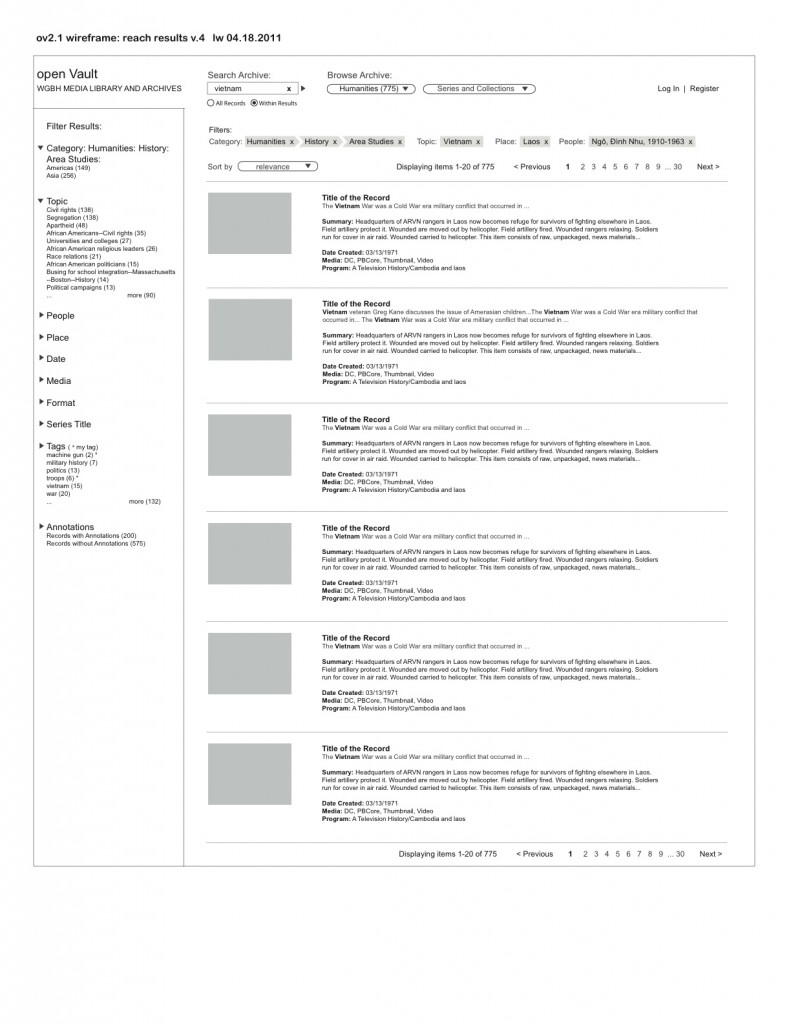 ov2.1 wireframe: reach results v.4 lw 04.18.2011
open Vault
WGBH MEDIA LIBRARY AND ARCHIVES
Search Archive:
vietnam x
All Records Within Results
Browse Archive:
Humanities (775)
Series and Collections
Log In | Register
Filter Results:
Category: Humanities: History:
Area Studies:
Americas (149)
Asia (256)
Topic
Civil rights (138)
Segregation (138)
Apartheid (48)
African Americans--Civil rights (35)
Universities and colleges (27)
African American religious leaders (26)
Race relations (21)
African American politicians (15)
Busing for school integration--Massachusetts
--Boston--History (14)
Political campaigns (13)
... more (90)
People
Place
Date
Media
Format
Series Title
Tags ( * my tag)
machine gun (2) *
military history (7)
politics (13)
troops (6) *
vietnam (15)
war (20)
... more (132)
Annotations
Records with Annotations (200)
Records without Annotations (575)
Filters:
Category: Humanities x History x Area Studies x Topic: Vietnam x Place: Laos x People: Ngô, Đình Nhu, 1910-1963 x
Sort by relevance Displaying items 1-20 of 775 < Previous 1 2 3 4 5 6 7 8 9 ... 30 Next >
Title of the Record
The Vietnam War was a Cold War era military conflict that occurred in ...
Summary: Headquarters of ARVN rangers in Laos now becomes refuge for survivors of fighting elsewhere in Laos.
Field artillery protect it. Wounded are moved out by helicopter. Field artillery fired. Wounded rangers relaxing. Soldiers
run for cover in air raid. Wounded carried to helicopter. This item consists of raw, unpackaged, news materials...
Date Created: 03/13/1971
Media: DC, PBCore, Thumbnail, Video
Program: A Television History/Cambodia and laos
Title of the Record
Vietnam veteran Greg Kane discusses the issue of Amerasian children...The Vietnam War was a Cold War era military conflict that
occurred in... The Vietnam War was a Cold War era military conflict that occurred in ...
Summary: Headquarters of ARVN rangers in Laos now becomes refuge for survivors of fighting elsewhere in Laos.
Field artillery protect it. Wounded are moved out by helicopter. Field artillery fired. Wounded rangers relaxing. Soldiers
run for cover in air raid. Wounded carried to helicopter. This item consists of raw, unpackaged, news materials...
Date Created: 03/13/1971
Media: DC, PBCore, Thumbnail, Video
Program: A Television History/Cambodia and laos
Title of the Record
The Vietnam War was a Cold War era military conflict that occurred in ...
Summary: Headquarters of ARVN rangers in Laos now becomes refuge for survivors of fighting elsewhere in Laos.
Field artillery protect it. Wounded are moved out by helicopter. Field artillery fired. Wounded rangers relaxing. Soldiers
run for cover in air raid. Wounded carried to helicopter. This item consists of raw, unpackaged, news materials...
Date Created: 03/13/1971
Media: DC, PBCore, Thumbnail, Video
Program: A Television History/Cambodia and laos
Title of the Record
The Vietnam War was a Cold War era military conflict that occurred in ...
Summary: Headquarters of ARVN rangers in Laos now becomes refuge for survivors of fighting elsewhere in Laos.
Field artillery protect it. Wounded are moved out by helicopter. Field artillery fired. Wounded rangers relaxing. Soldiers
run for cover in air raid. Wounded carried to helicopter. This item consists of raw, unpackaged, news materials...
Date Created: 03/13/1971
Media: DC, PBCore, Thumbnail, Video
Program: A Television History/Cambodia and laos
Title of the Record
The Vietnam War was a Cold War era military conflict that occurred in ...
Summary: Headquarters of ARVN rangers in Laos now becomes refuge for survivors of fighting elsewhere in Laos.
Field artillery protect it. Wounded are moved out by helicopter. Field artillery fired. Wounded rangers relaxing. Soldiers
run for cover in air raid. Wounded carried to helicopter. This item consists of raw, unpackaged, news materials...
Date Created: 03/13/1971
Media: DC, PBCore, Thumbnail, Video
Program: A Television History/Cambodia and laos
Title of the Record
The Vietnam War was a Cold War era military conflict that occurred in ...
Summary: Headquarters of ARVN rangers in Laos now becomes refuge for survivors of fighting elsewhere in Laos.
Field artillery protect it. Wounded are moved out by helicopter. Field artillery fired. Wounded rangers relaxing. Soldiers
run for cover in air raid. Wounded carried to helicopter. This item consists of raw, unpackaged, news materials...
Date Created: 03/13/1971
Media: DC, PBCore, Thumbnail, Video
Program: A Television History/Cambodia and laos
Displaying items 1-20 of 775 < Previous 1 2 3 4 5 6 7 8 9 ... 30 Next >